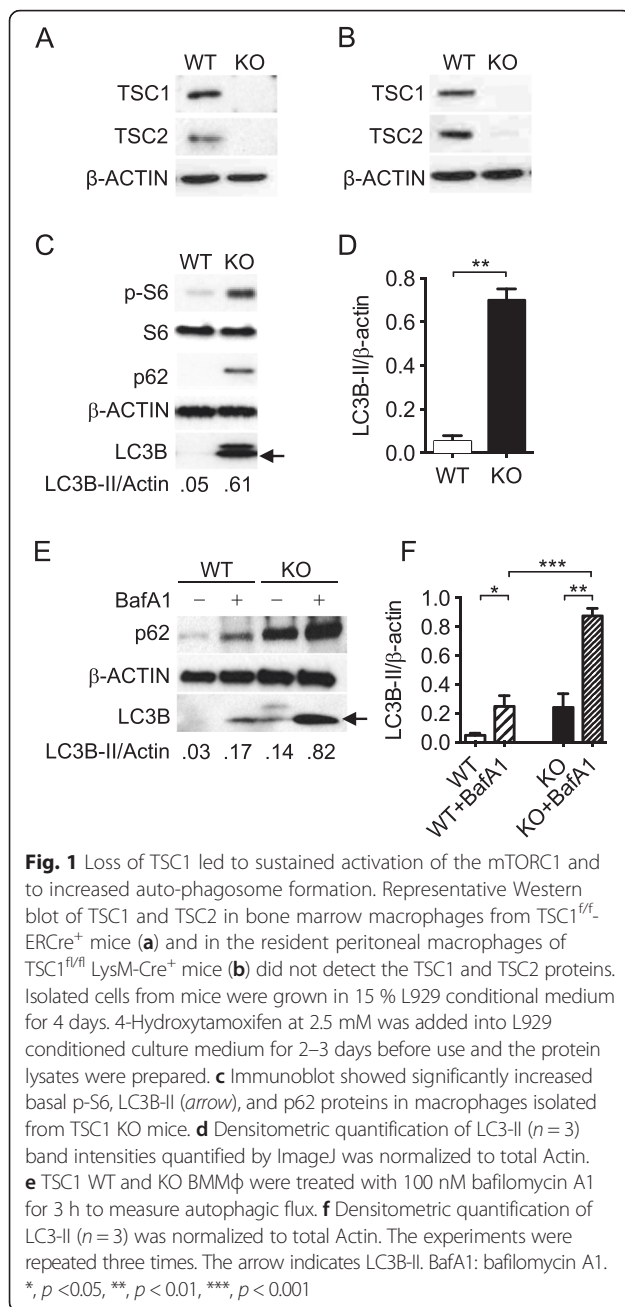 A
B
WT KO
WT KO
TSC1
TSC1
TSC2
TSC2
β-ACTIN
β-ACTIN
C
D
WT KO
p-S6
S6
p62
β-ACTIN
LC3B
LC3B-II/Actin .05 .61
**
LC3B-II/β-actin
0.8
0.6
0.4
0.2
0.0
WT KO
E
F
WT KO
BafA1 − + − +
p62
β-ACTIN
LC3B
LC3B-II/Actin .03 .17 .14 .82
***
* **
LC3B-II/β-actin
1.0
0.8
0.6
0.4
0.2
0.0
WT
WT+BafA1
KO
KO+BafA1
Fig. 1 Loss of TSC1 led to sustained activation of the mTORC1 and
to increased auto-phagosome formation. Representative Western
blot of TSC1 and TSC2 in bone marrow macrophages from TSC1f/f-
ERCre+ mice (a) and in the resident peritoneal macrophages of
TSC1fl/fl LysM-Cre+ mice (b) did not detect the TSC1 and TSC2 proteins.
Isolated cells from mice were grown in 15 % L929 conditional medium
for 4 days. 4-Hydroxytamoxifen at 2.5 mM was added into L929
conditioned culture medium for 2–3 days before use and the protein
lysates were prepared. c Immunoblot showed significantly increased
basal p-S6, LC3B-II (arrow), and p62 proteins in macrophages isolated
from TSC1 KO mice. d Densitometric quantification of LC3-II (n = 3)
band intensities quantified by ImageJ was normalized to total Actin.
e TSC1 WT and KO BMMϕ were treated with 100 nM bafilomycin A1
for 3 h to measure autophagic flux. f Densitometric quantification of
LC3-II (n = 3) was normalized to total Actin. The experiments were
repeated three times. The arrow indicates LC3B-II. BafA1: bafilomycin A1.
*, p <0.05, **, p < 0.01, ***, p < 0.001